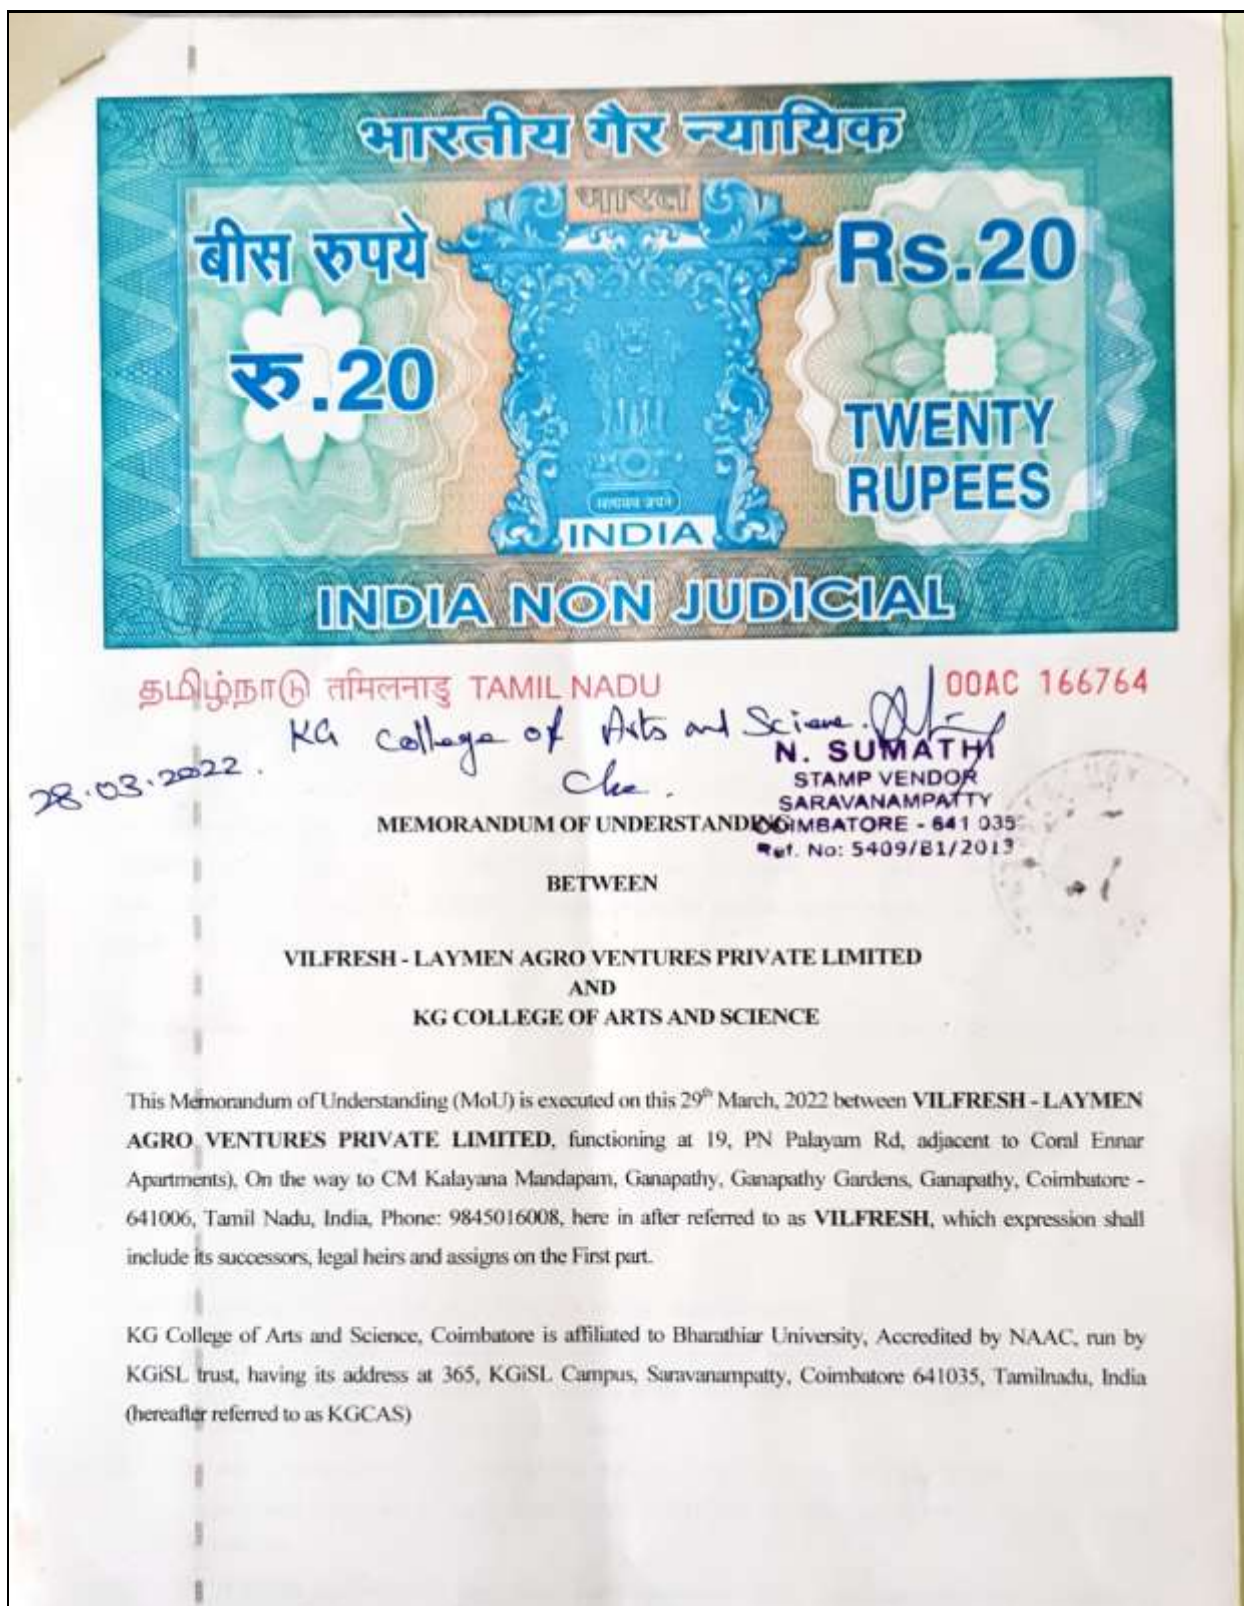 भारतीय गैर न्यायिक
भारत
बीस रुपये
Rs.20
रु.20
TWENTY
RUPEES
सत्यमेव जयते
INDIA
INDIA NON JUDICIAL
தமிழ்நாடு तमिलनाडु TAMIL NADU
00AC 166764
KG College of Arts and Science.
28.03.2022.
Cbe.
N. SUMATHI
STAMP VENDOR
SARAVANAMPATTY
COIMBATORE - 641 035
Ref. No: 5409/B1/2013
MEMORANDUM OF UNDERSTANDING
BETWEEN
VILFRESH - LAYMEN AGRO VENTURES PRIVATE LIMITED
AND
KG COLLEGE OF ARTS AND SCIENCE
This Memorandum of Understanding (MoU) is executed on this 29th March, 2022 between VILFRESH - LAYMEN
AGRO VENTURES PRIVATE LIMITED, functioning at 19, PN Palayam Rd, adjacent to Coral Ennar
Apartments), On the way to CM Kalayana Mandapam, Ganapathy, Ganapathy Gardens, Ganapathy, Coimbatore -
641006, Tamil Nadu, India, Phone: 9845016008, here in after referred to as VILFRESH, which expression shall
include its successors, legal heirs and assigns on the First part.
KG College of Arts and Science, Coimbatore is affiliated to Bharathiar University, Accredited by NAAC, run by
KGiSL trust, having its address at 365, KGiSL Campus, Saravanampatty, Coimbatore 641035, Tamilnadu, India
(hereafter referred to as KGCAS)